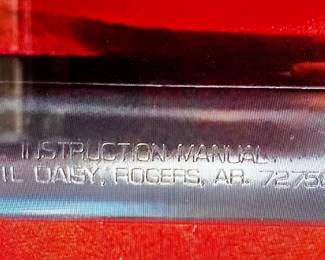 INSTRUCTION MANUAL,
IL DAISY, ROGERS, AR. 7275